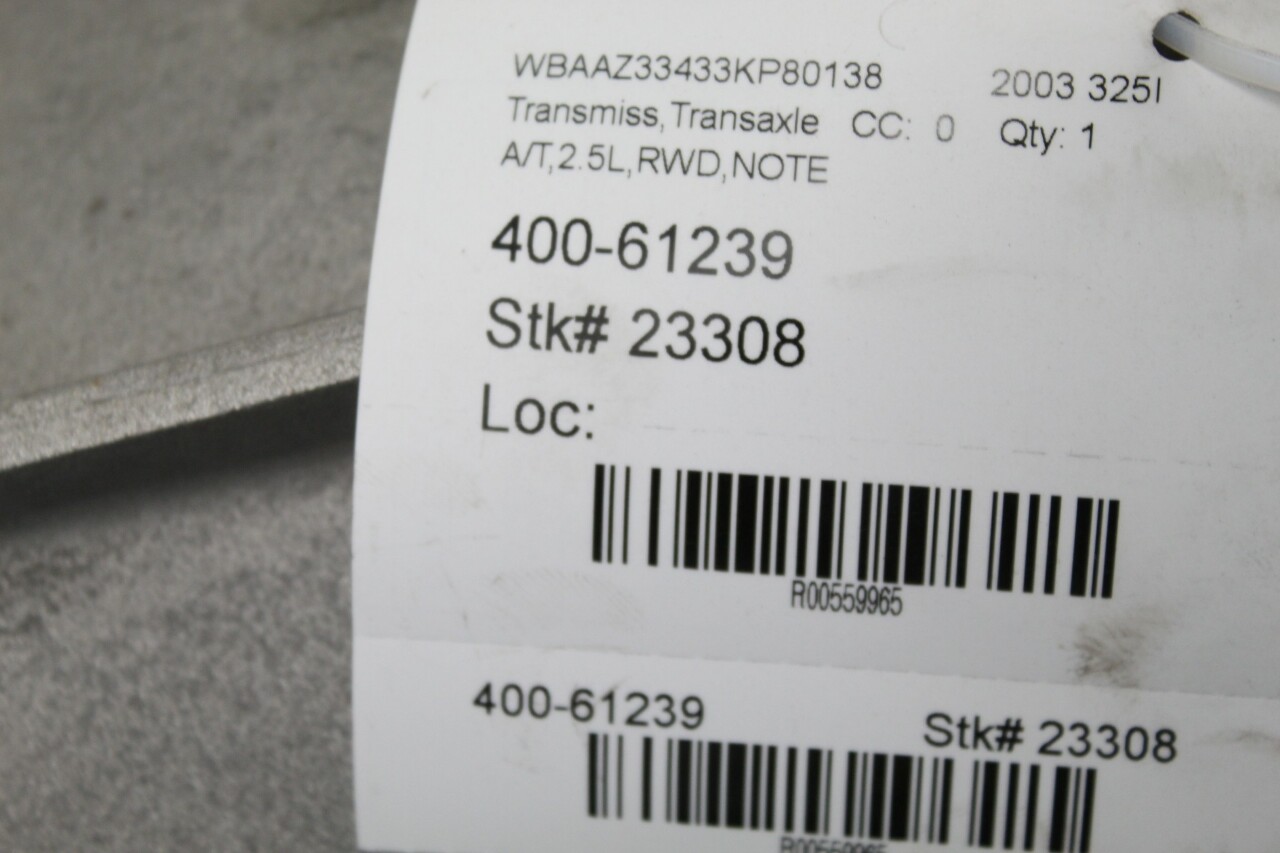 WBAAZ33433KP80138 2003 325I
Transmiss,Transaxle CC: 0 Qty: 1
A/T,2.5L,RWD,NOTE
400-61239
Stk# 23308
Loc:
R00559965
400-61239 Stk# 23308
R00559965